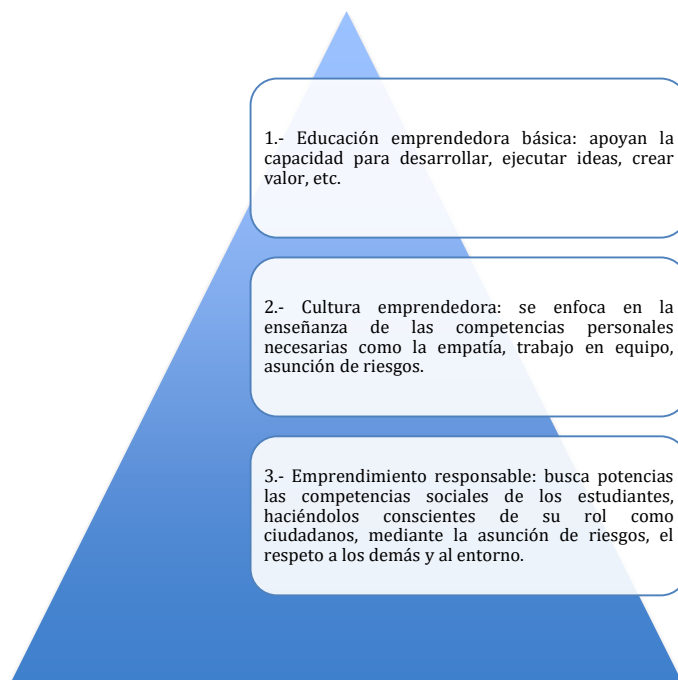 1.- Educación emprendedora básica: apoyan la
capacidad para desarrollar, ejecutar ideas, crear
valor, etc.
2.- Cultura emprendedora: se enfoca en la
enseñanza de las competencias personales
necesarias como la empatía, trabajo en equipo,
asunción de riesgos.
3.- Emprendimiento responsable: busca potencias
las competencias sociales de los estudiantes,
haciéndolos conscientes de su rol como
ciudadanos, mediante la asunción de riesgos, el
respeto a los demás y al entorno.